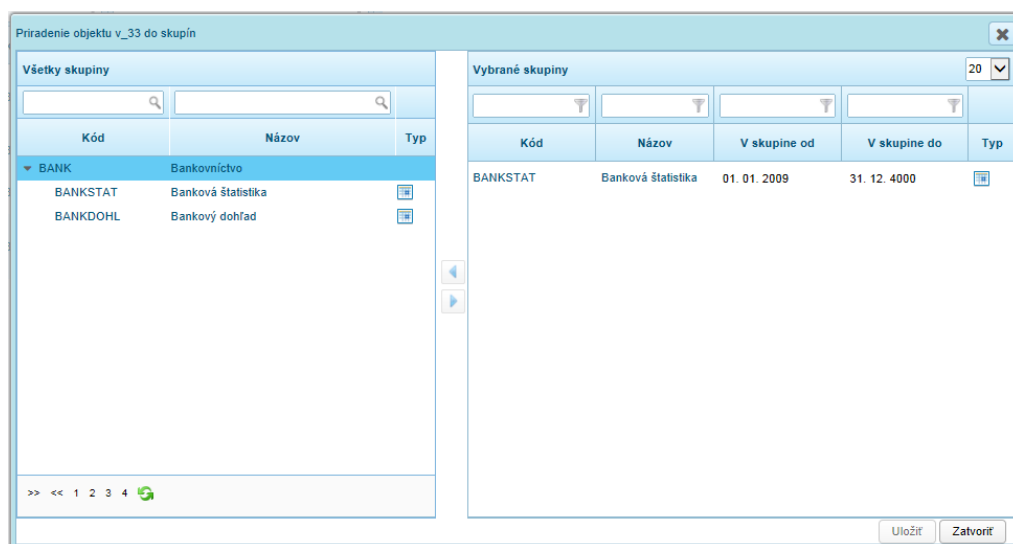 Priradenie objektu v_33 do skupín
Všetky skupiny
Kód Názov Typ
BANK Bankovníctvo
BANKSTAT Banková štatistika
BANKDOHL Bankový dohľad
>> << 1 2 3 4
Vybrané skupiny 20
Kód Názov V skupine od V skupine do Typ
BANKSTAT Banková štatistika 01. 01. 2009 31. 12. 4000
Uložiť Zatvoriť